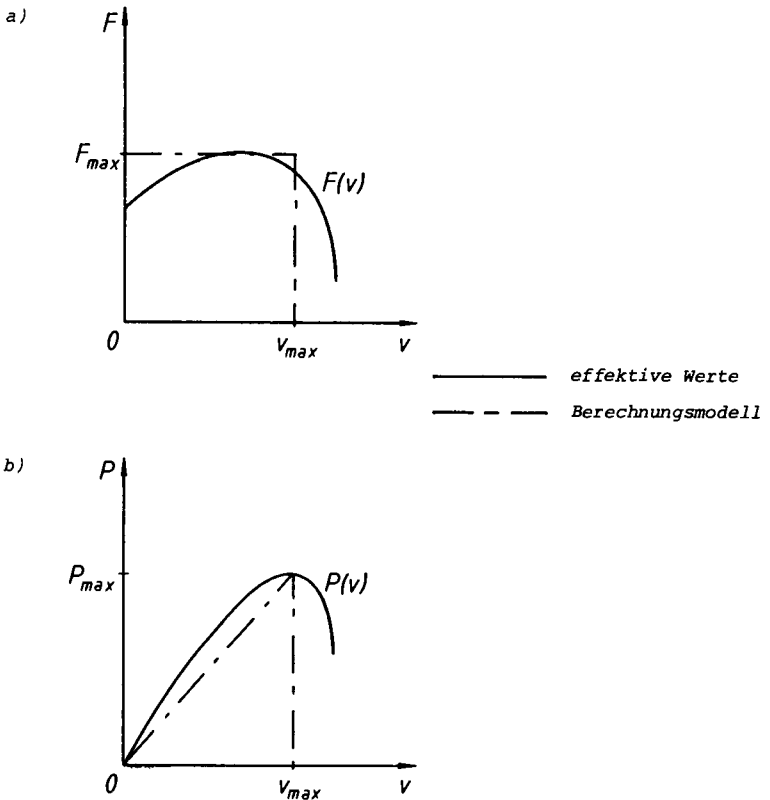 a)
F
F_max
F(v)
0
v_max
v
effektive Werte
Berechnungsmodell
b)
P
P_max
P(v)
0
v_max
v